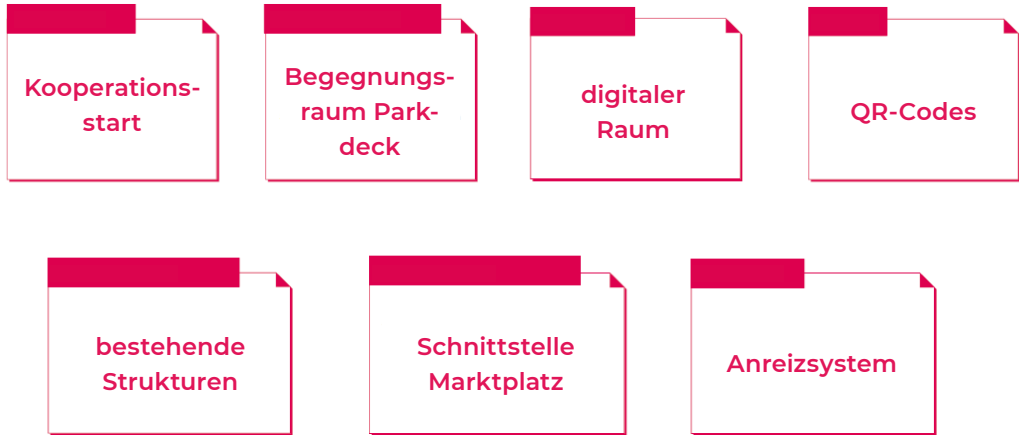 Kooperations-
start
Begegnungs-
raum Park-
deck
digitaler
Raum
QR-Codes
bestehende
Strukturen
Schnittstelle
Marktplatz
Anreizsystem